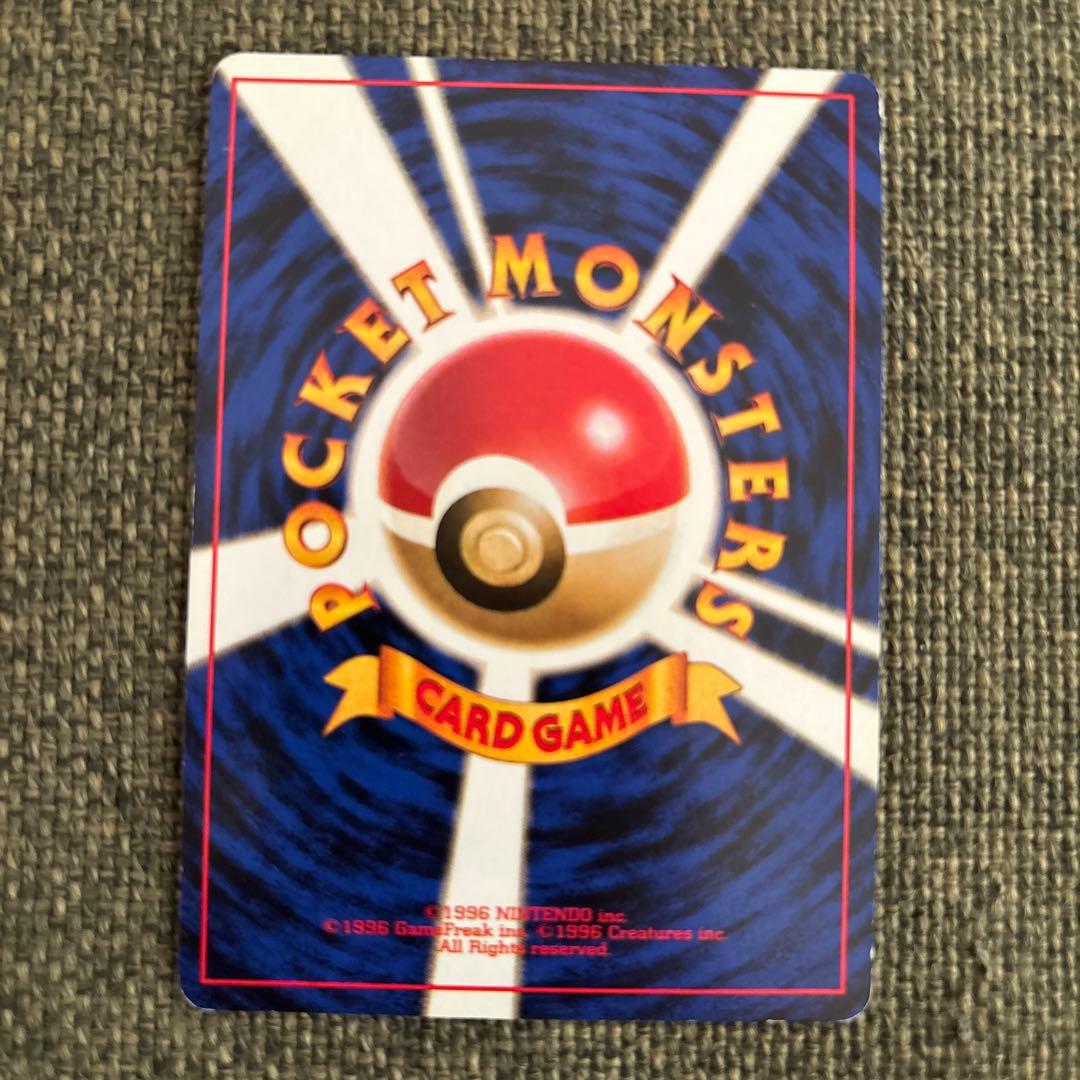 POCKET MONSTERS
CARD GAME
©1996 NINTENDO inc.
©1996 GameFreak inc. ©1996 Creatures inc.
All Rights reserved.